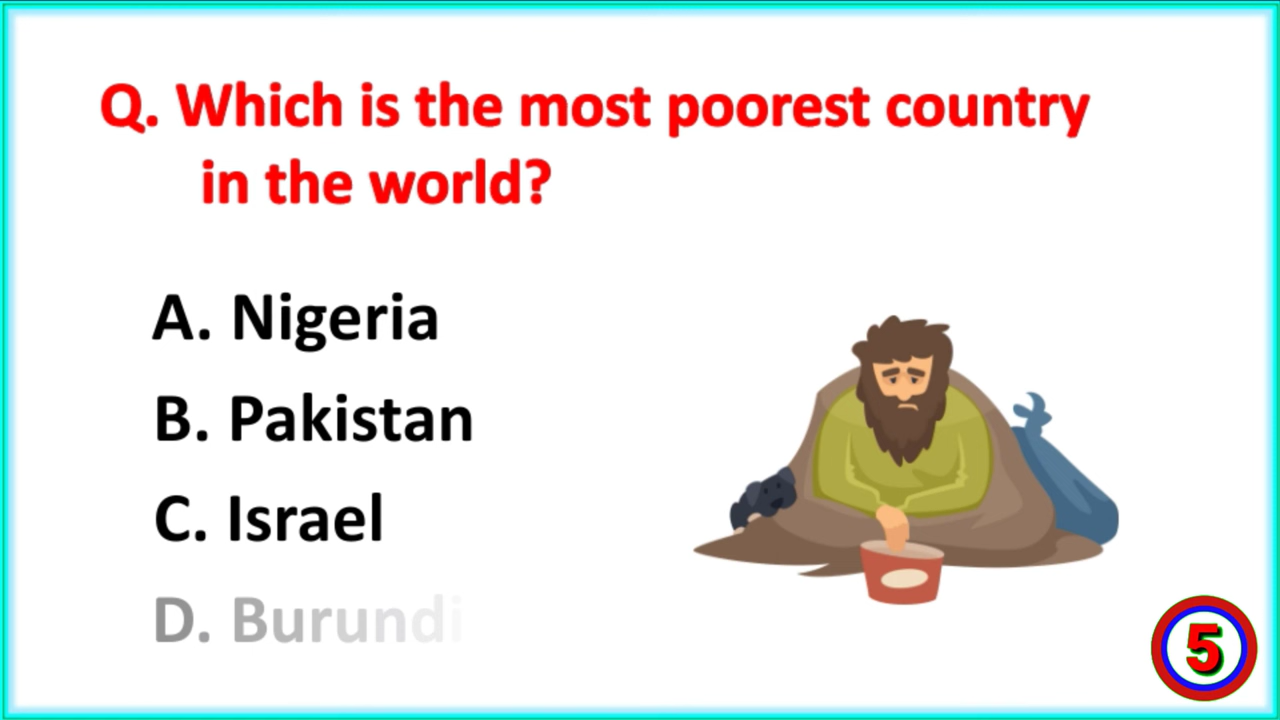 Q. Which is the most poorest country
in the world?
A. Nigeria
B. Pakistan
C. Israel
D. Burundi
5